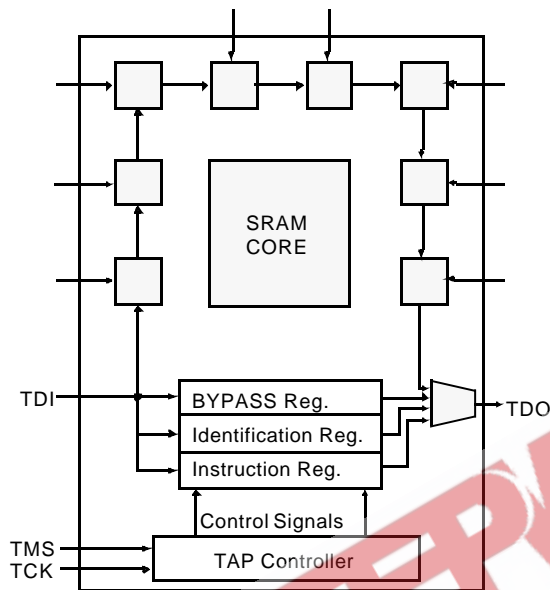 SRAM
CORE
TDI
BYPASS Reg.
TDO
Identification Reg.
Instruction Reg.
Control Signals
TMS
TCK
TAP Controller